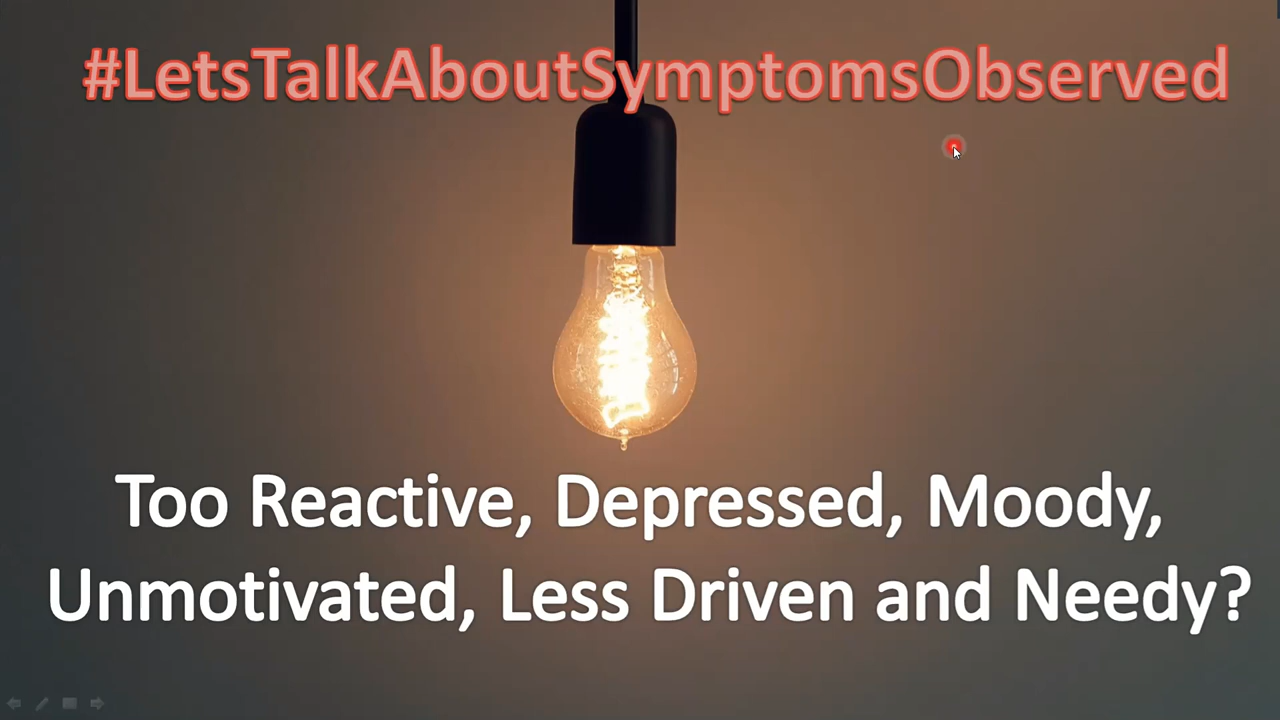 #LetsTalkAboutSymptomsObserved
Too Reactive, Depressed, Moody,
Unmotivated, Less Driven and Needy?